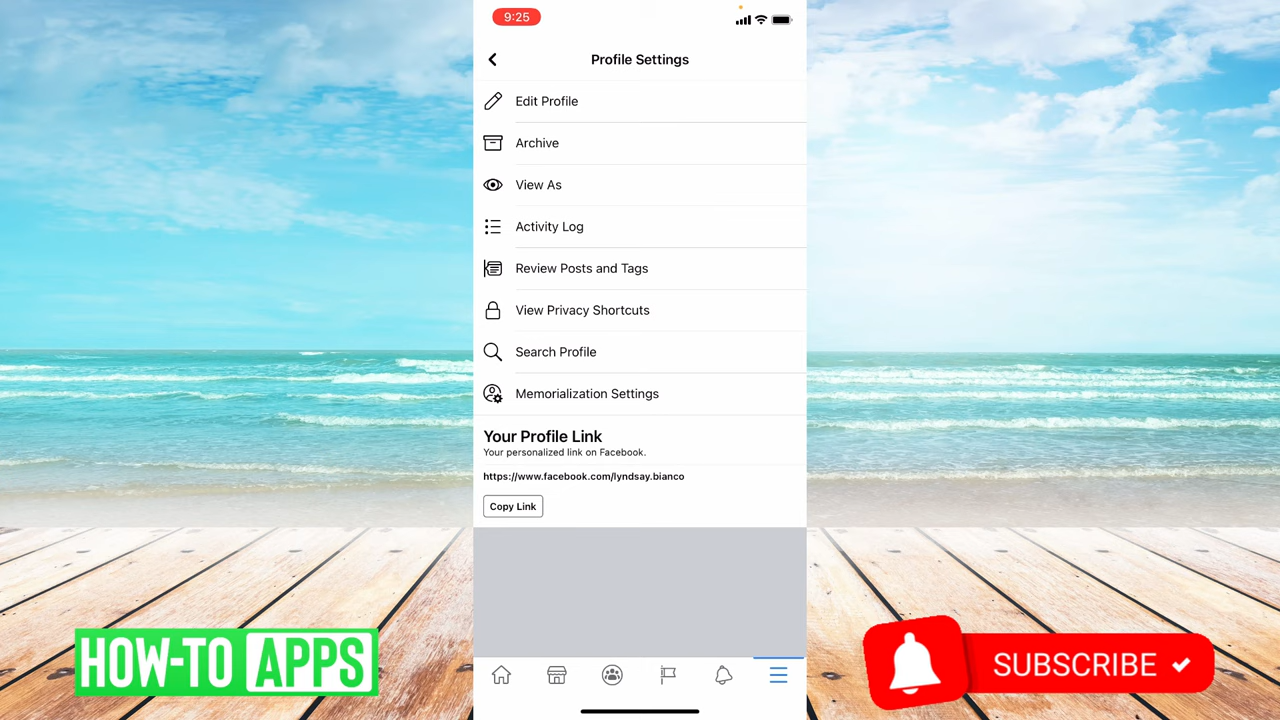 9:25
Profile Settings
Edit Profile
Archive
View As
Activity Log
Review Posts and Tags
View Privacy Shortcuts
Search Profile
Memorialization Settings
Your Profile Link
Your personalized link on Facebook.
https://www.facebook.com/lyndsay.bianco
Copy Link
HOW-TO APPS
SUBSCRIBE